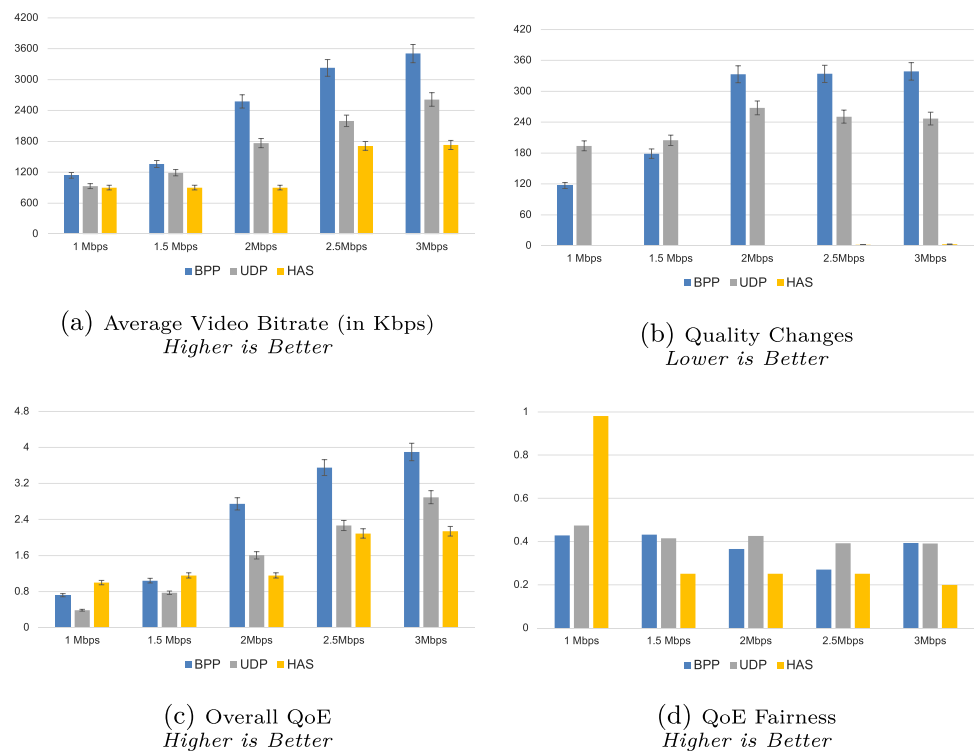 4200
3600
3000
2400
1800
1200
600
0
1 Mbps 1.5 Mbps 2Mbps 2.5Mbps 3Mbps
BPP UDP HAS
(a) Average Video Bitrate (in Kbps)
Higher is Better
420
360
300
240
180
120
60
0
1 Mbps 1.5 Mbps 2Mbps 2.5Mbps 3Mbps
BPP UDP HAS
(b) Quality Changes
Lower is Better
4.8
4
3.2
2.4
1.6
0.8
0
1 Mbps 1.5 Mbps 2Mbps 2.5Mbps 3Mbps
BPP UDP HAS
(c) Overall QoE
Higher is Better
1
0.8
0.6
0.4
0.2
0
1 Mbps 1.5 Mbps 2Mbps 2.5Mbps 3Mbps
BPP UDP HAS
(d) QoE Fairness
Higher is Better